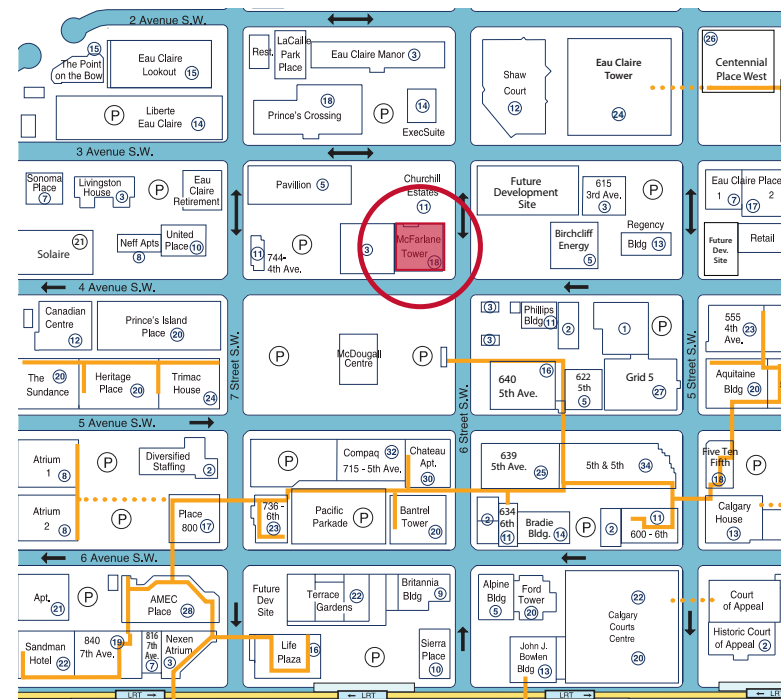 2 Avenue S.W.
15
The Point
on the Bow
Eau Claire
Lookout 15
P
Liberte
Eau Claire 14
Rest.
LaCaille
Park
Place
Eau Claire Manor 3
18
Prince's Crossing
P
14
ExecSuite
Shaw
Court
12
Eau Claire
Tower
24
26
Centennial
Place West
3 Avenue S.W.
Sonoma
Place
7
Livingston
House 3
P
Eau
Claire
Retirement
21
Solaire
Neff Apts
8
United
Place 10
Pavillion 5
Churchill
Estates
11
11
744-
4th Ave.
P
3
McFarlane
Tower
18
Future
Development
Site
615
3rd Ave.
3
P
Birchcliff
Energy
5
Regency
Bldg 13
Eau Claire Place
1 7 2
17
Future
Dev.
Site
Retail
4 Avenue S.W.
Canadian
Centre
12
Prince's Island
Place 20
The 20
Sundance
Heritage
Place 20
Trimac
House
24
7 Street S.W.
P
McDougall
Centre
P
6 Street S.W.
3
3
Phillips
Bldg 11
2
1
P
16
640
5th Ave.
622
5th
5
Grid 5
27
5 Street S.W.
555
4th 23
Ave.
Aquitaine
Bldg 20
5 Avenue S.W.
Atrium
1 8
P
Diversified
Staffing 2
Atrium
2 8
P
Place
800 17
P
Compaq 32
715 - 5th Ave.
Chateau
Apt.
30
736 -
6th
23
Pacific
Parkade
P
Bantrel
Tower
20
639
5th Ave.
25
5th & 5th 34
2
634
6th
11
Bradie
Bldg. 14
P
2
11
600 - 6th
Five Ten
Fifth
18
P
Calgary
House
13
6 Avenue S.W.
Apt.
21
P
AMEC
Place
28
Sandman
Hotel 22
840 19
7th Ave.
816
7th
Ave.
7
Nexen
Atrium
3
Future
Dev
Site
Terrace 22
Gardens
Britannia
Bldg 9
Life
Plaza
16
P
Sierra
Place
10
Alpine
Bldg
5
Ford
Tower
20
John J.
Bowlen
Bldg 13
22
Calgary
Courts
Centre
20
Court
of Appeal
Historic Court
of Appeal 2
LRT
LRT
LRT
LRT